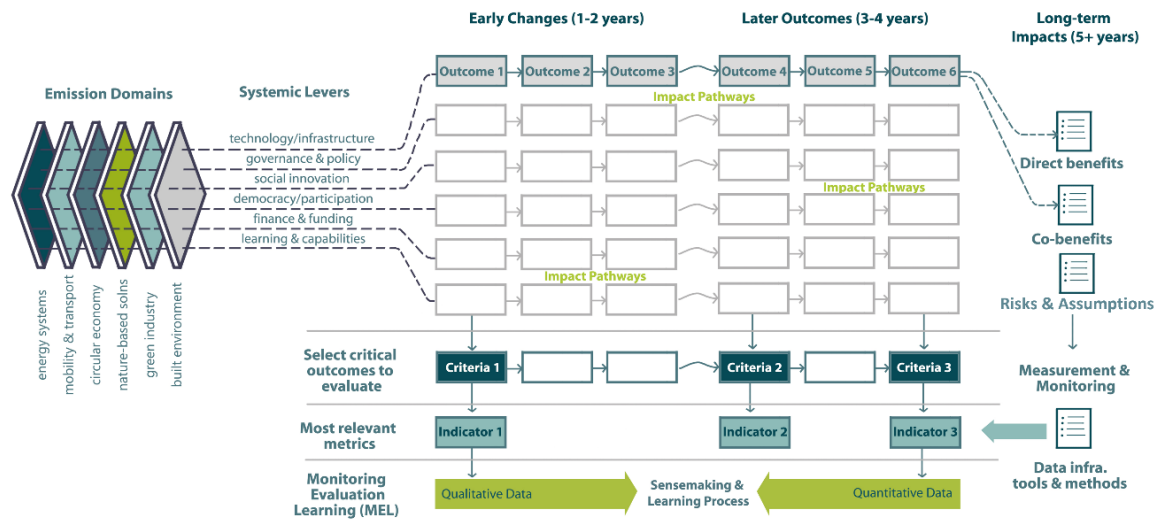 Early Changes (1-2 years)
Later Outcomes (3-4 years)
Long-term
Impacts (5+ years)
Emission Domains
Systemic Levers
Outcome 1
Outcome 2
Outcome 3
Outcome 4
Outcome 5
Outcome 6
Impact Pathways
technology/infrastructure
governance & policy
social innovation
democracy/participation
finance & funding
learning & capabilities
Impact Pathways
Impact Pathways
Direct benefits
Co-benefits
Risks & Assumptions
energy systems
mobility & transport
circular economy
nature-based solns
green industry
built environment
Select critical
outcomes to
evaluate
Criteria 1
Criteria 2
Criteria 3
Measurement &
Monitoring
Most relevant
metrics
Indicator 1
Indicator 2
Indicator 3
Data infra.
tools & methods
Monitoring
Evaluation
Learning (MEL)
Qualitative Data
Sensemaking &
Learning Process
Quantitative Data